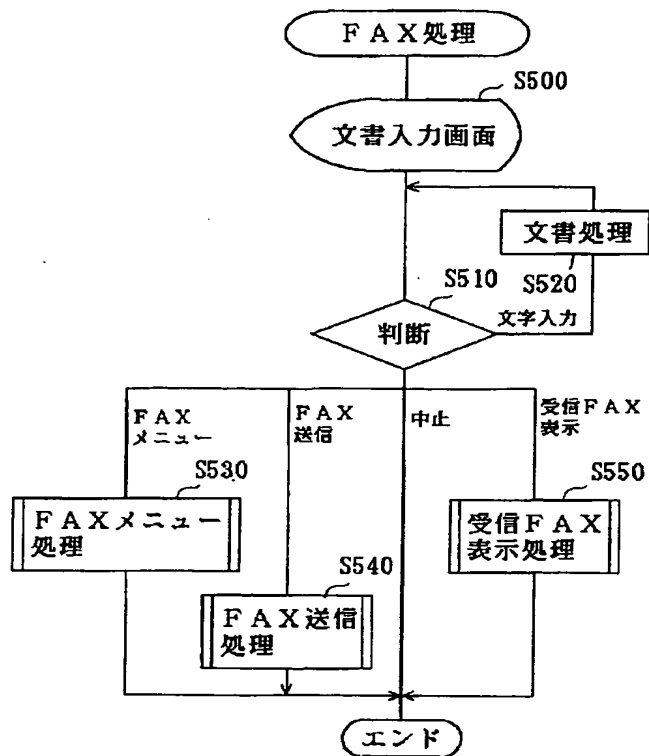 FAX処理
S500
文書入力画面
文書処理
S520
S510
文字入力
判断
FAX
メニュー
FAX
送信
中止
受信FAX
表示
S530
FAXメニュー
処理
S540
FAX送信
処理
S550
受信FAX
表示処理
エンド